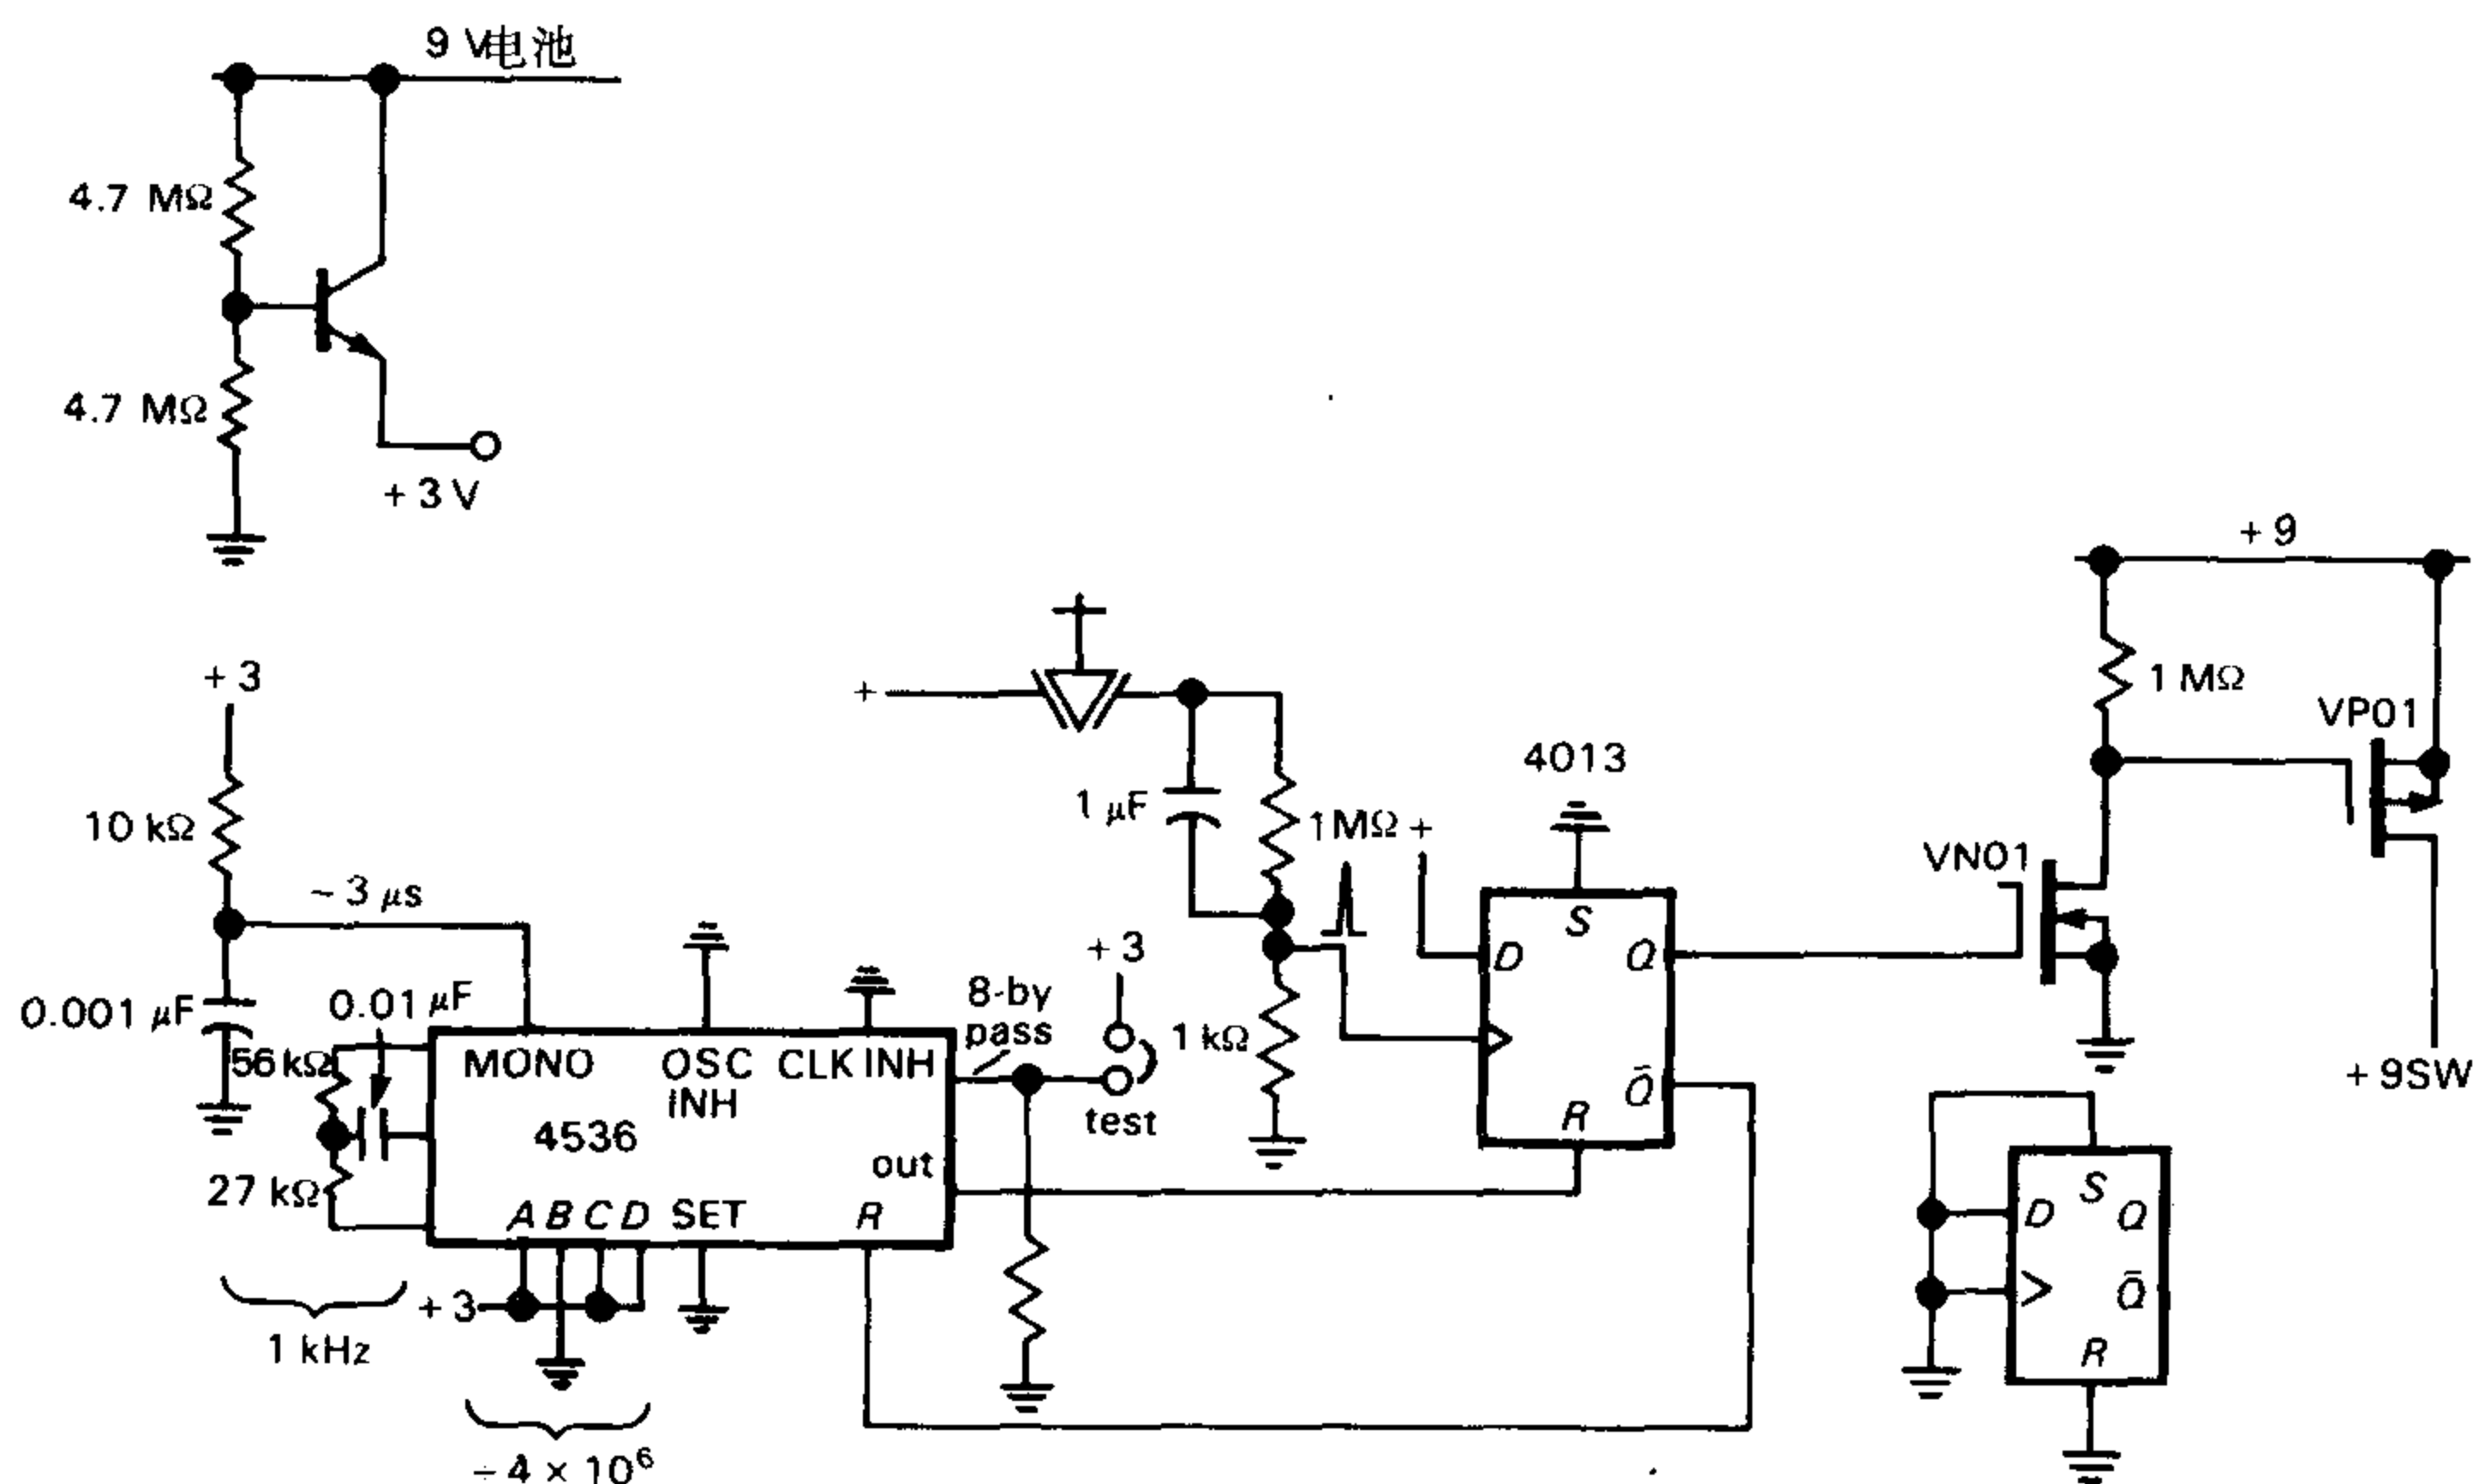 9 V电池
4.7 MΩ
4.7 MΩ
+ 3 V
+ 9
1 MΩ
VP01
+ 3
+
4013
10 kΩ
1 μF
1 MΩ +
VN01
~ 3 μs
S
D
Q
+ 3
0.001 μF
0.01 μF
8-by
pass
1 kΩ
56 kΩ
MONO
OSC
INH
CLK INH
Q̄
+ 9SW
test
R
4536
out
27 kΩ
A B C D
SET
R
S
D
Q
Q̄
R
+ 3
1 kHz
÷ 4 × 10⁶